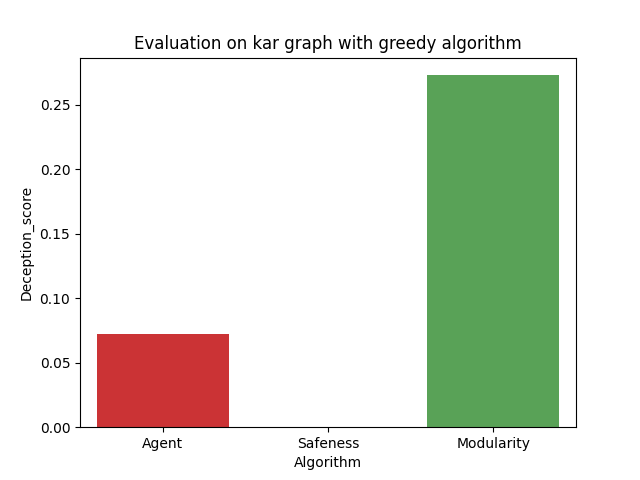 Evaluation on kar graph with greedy algorithm
0.25
0.20
0.15
0.10
0.05
0.00
Deception_score
Agent Safeness Modularity
Algorithm